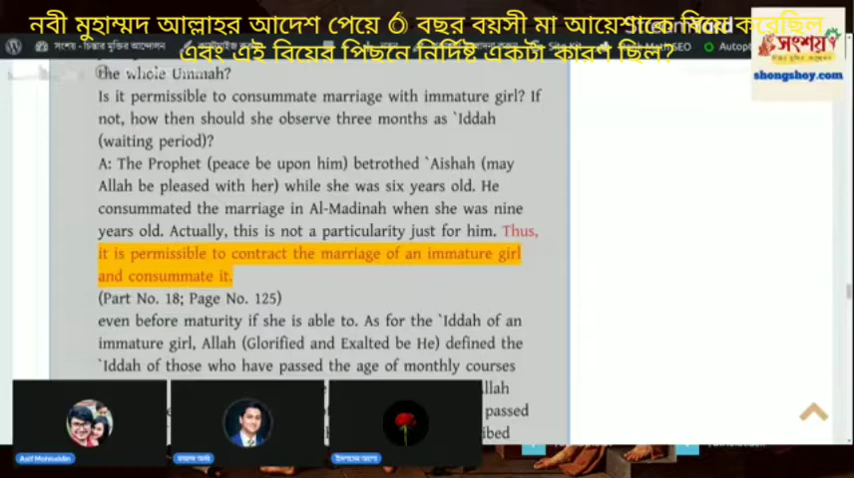 নবী মুহাম্মদ আল্লাহর আদেশ পেয়ে 6 বছর বয়সী মা আয়েশাকে বিয়ে করেছিল
এবং এই বিয়ের পিছনে নির্দিষ্ট একটা কারণ ছিল?
StreamYard
সংশয় - চিন্তার মুক্তির আন্দোলন
SEO
সংশয়
shongshoy.com
the whole Ummah?
Is it permissible to consummate marriage with immature girl? If
not, how then should she observe three months as `Iddah
(waiting period)?
A: The Prophet (peace be upon him) betrothed `Aishah (may
Allah be pleased with her) while she was six years old. He
consummated the marriage in Al-Madinah when she was nine
years old. Actually, this is not a particularity just for him. Thus,
it is permissible to contract the marriage of an immature girl
and consummate it.
(Part No. 18; Page No. 125)
even before maturity if she is able to. As for the `Iddah of an
immature girl, Allah (Glorified and Exalted be He) defined the
`Iddah of those who have passed the age of monthly courses
passed
Asif Mohiuddin